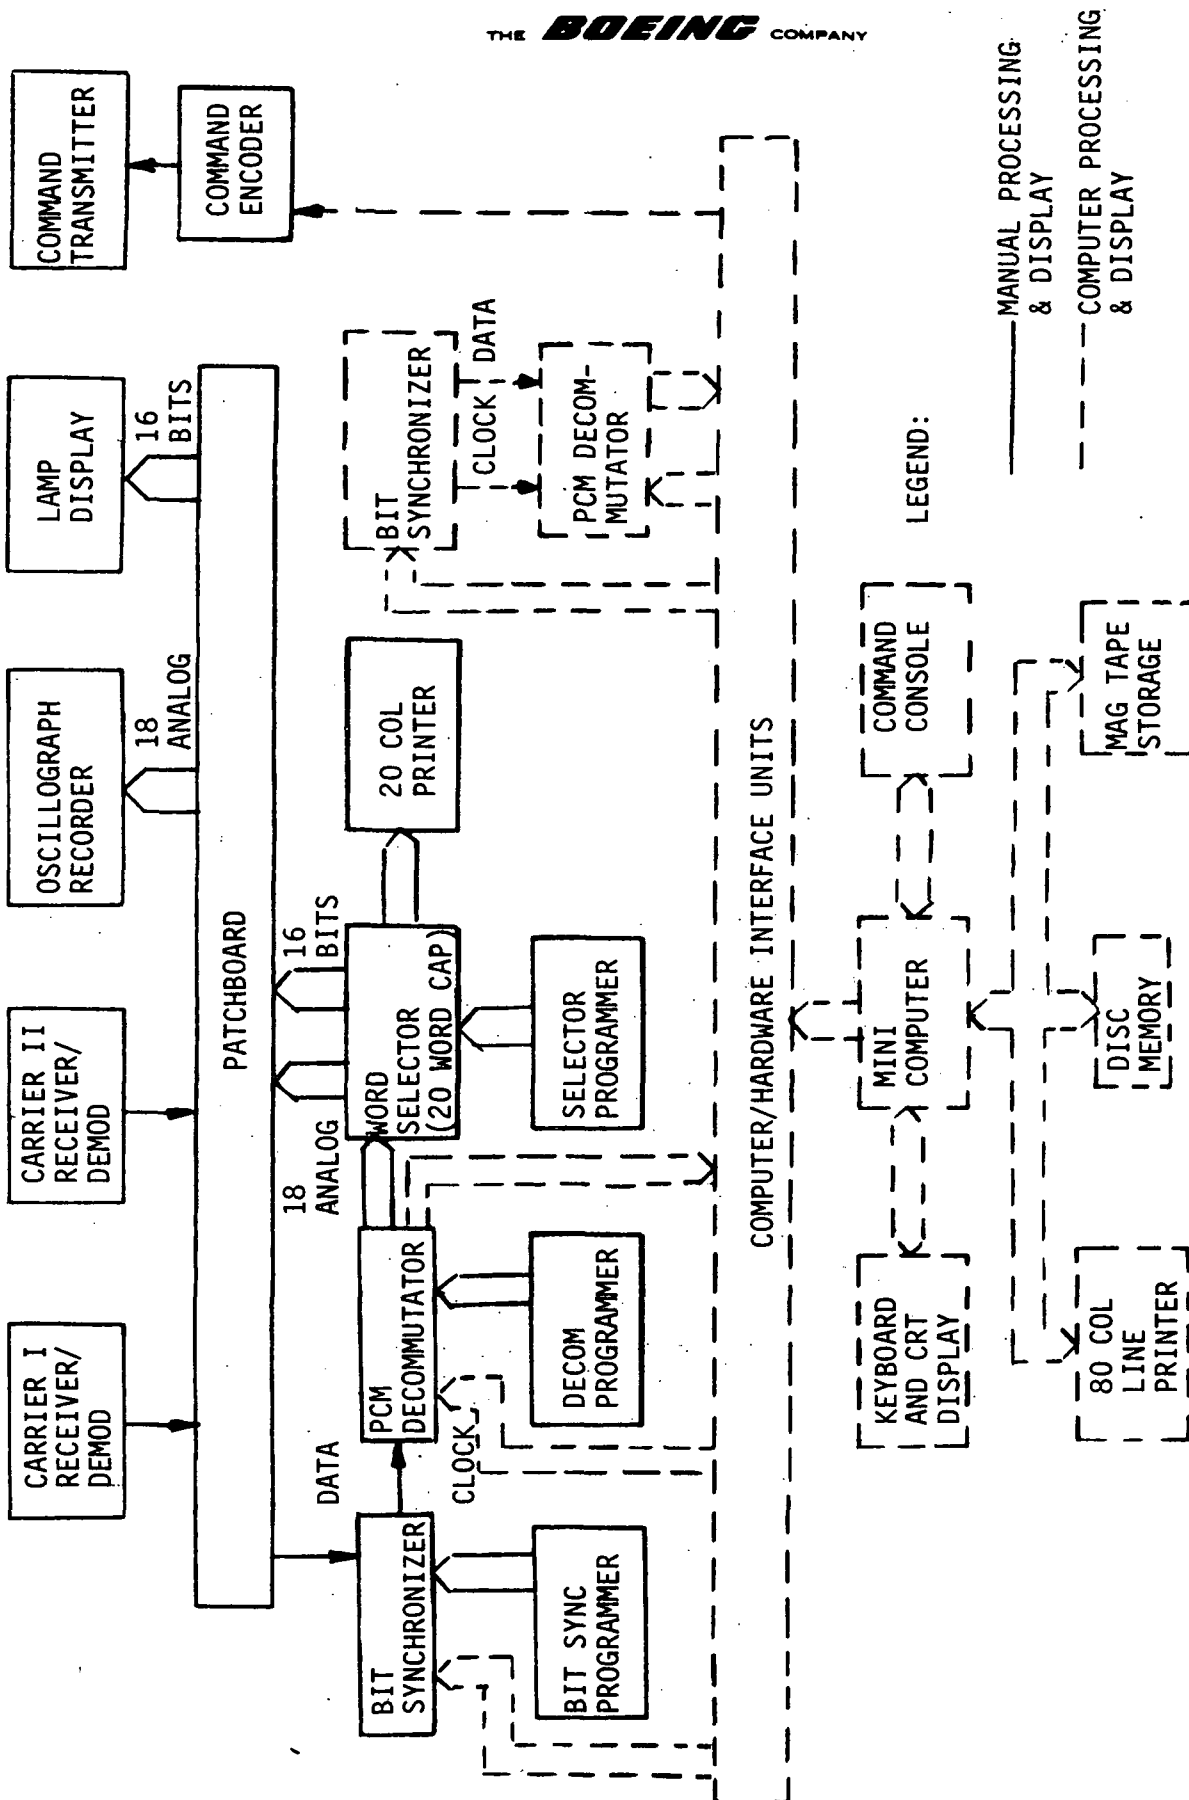 THE BOEING COMPANY
CARRIER I
RECEIVER/
DEMOD
CARRIER II
RECEIVER/
DEMOD
OSCILLOGRAPH
RECORDER
LAMP
DISPLAY
COMMAND
TRANSMITTER
COMMAND
ENCODER
18
ANALOG
16
BITS
PATCHBOARD
DATA
18
ANALOG
16
BITS
BIT
SYNCHRONIZER
CLOCK
PCM
DECOMMUTATOR
WORD
SELECTOR
(20 WORD CAP)
20 COL
PRINTER
BIT
SYNCHRONIZER
CLOCK
DATA
BIT SYNC
PROGRAMMER
DECOM
PROGRAMMER
SELECTOR
PROGRAMMER
PCM DECOM-
MUTATOR
COMPUTER/HARDWARE INTERFACE UNITS
KEYBOARD
AND CRT
DISPLAY
MINI
COMPUTER
COMMAND
CONSOLE
80 COL
LINE
PRINTER
DISC
MEMORY
MAG TAPE
STORAGE
LEGEND:
MANUAL PROCESSING
& DISPLAY
COMPUTER PROCESSING
& DISPLAY